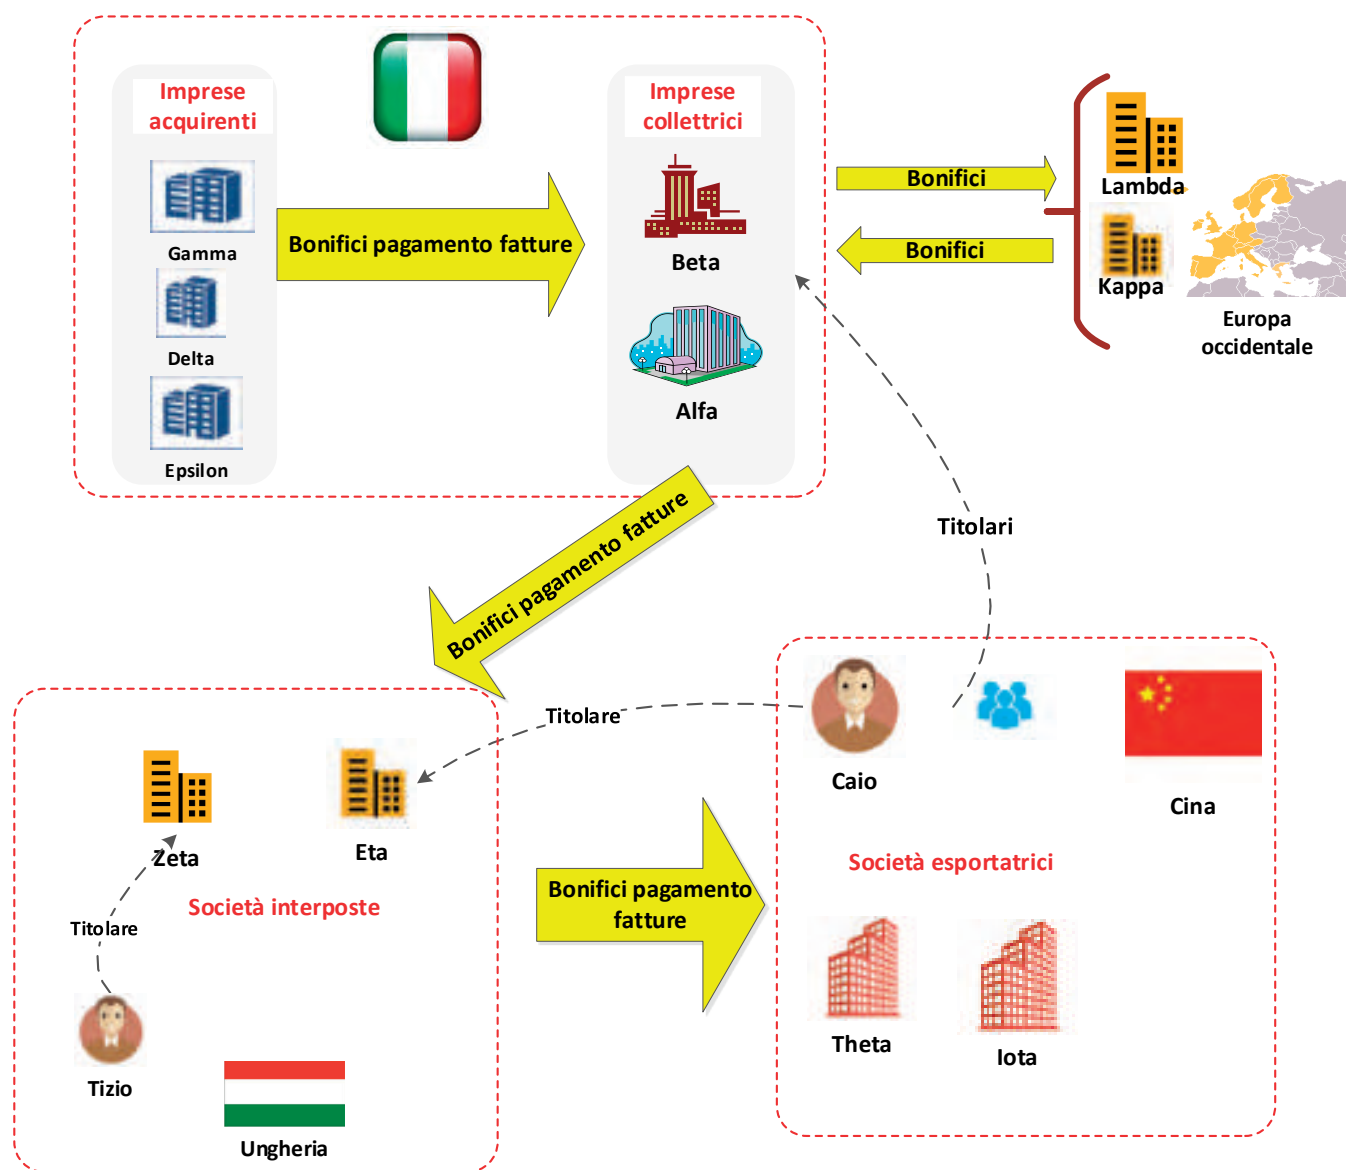 Imprese
acquirenti
Gamma
Delta
Epsilon
Bonifici pagamento fatture
Imprese
collettrici
Beta
Alfa
Bonifici
Bonifici
Lambda
Kappa
Europa
occidentale
Bonifici pagamento fatture
Titolari
Titolare
Caio
Cina
Zeta
Eta
Società interposte
Titolare
Tizio
Ungheria
Bonifici pagamento
fatture
Società esportatrici
Theta
Iota